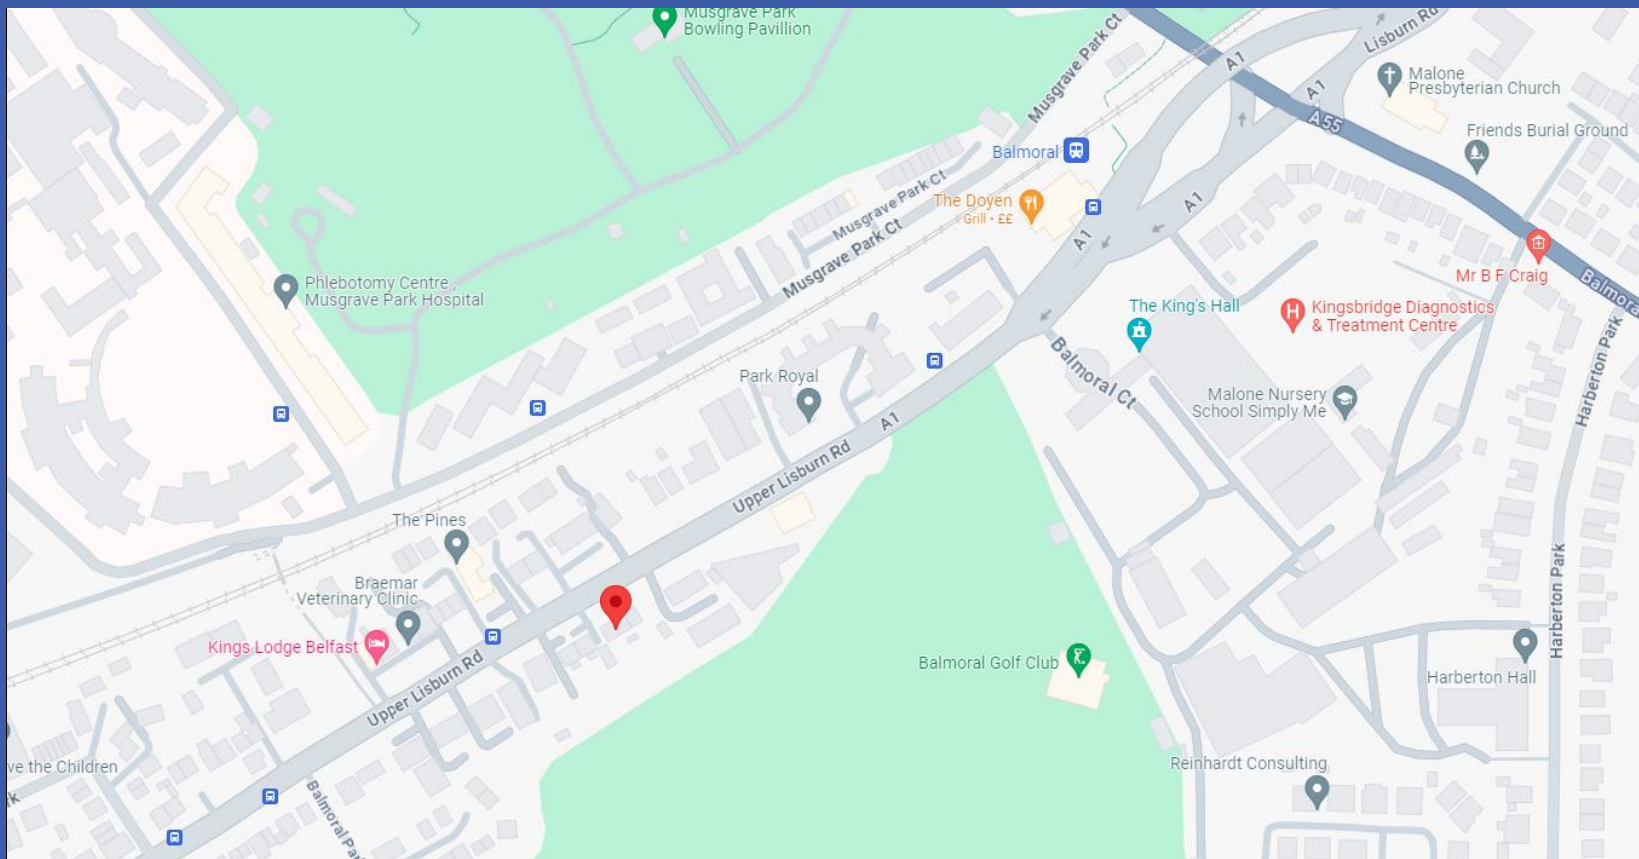 Musgrave Park
Bowling Pavillion
Musgrave Park Ct
A1
Lisburn Rd
Malone
Presbyterian Church
A1
A55
Friends Burial Ground
Balmoral
Musgrave Park Ct
The Doyen
Grill · ££
A1
A1
Musgrave Park Ct
Mr B F Craig
Phlebotomy Centre,
Musgrave Park Hospital
The King's Hall
Kingsbridge Diagnostics
& Treatment Centre
Balmoral Ct
Park Royal
Malone Nursery
School Simply Me
Harberton Park
A1
Upper Lisburn Rd
The Pines
Braemar
Veterinary Clinic
Kings Lodge Belfast
Harberton Park
Upper Lisburn Rd
Balmoral Golf Club
Harberton Hall
ve the Children
Reinhardt Consulting